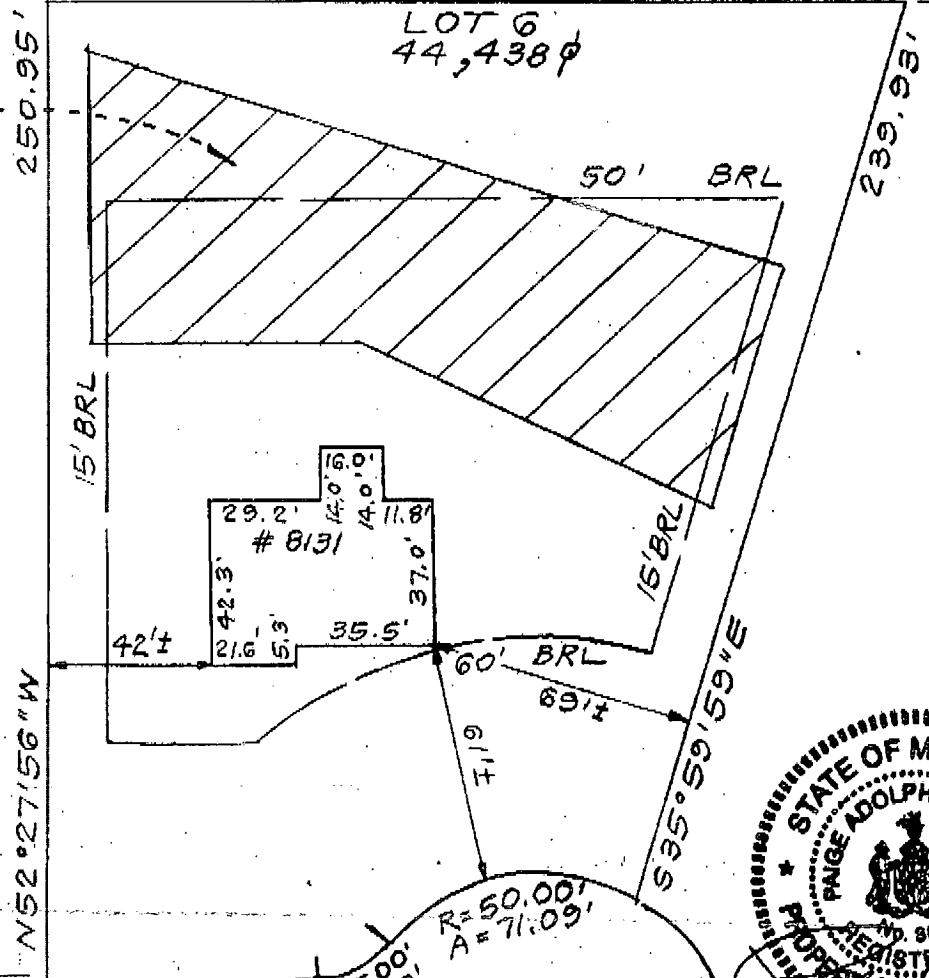 LOT 6
44,438 ⌀
250.95'
239.93'
50' BRL
15' BRL
16.0'
14.0'
14.0'
29.2'
11.8'
# 8131
42.3'
37.0'
15' BRL
21.6'
5.3'
35.5'
42'±
60' BRL
69'±
61'±
N52°27'56"W
S35°59'59"E
R=50.00'
A=71.09'
STATE OF M
PAIGE ADOLPH